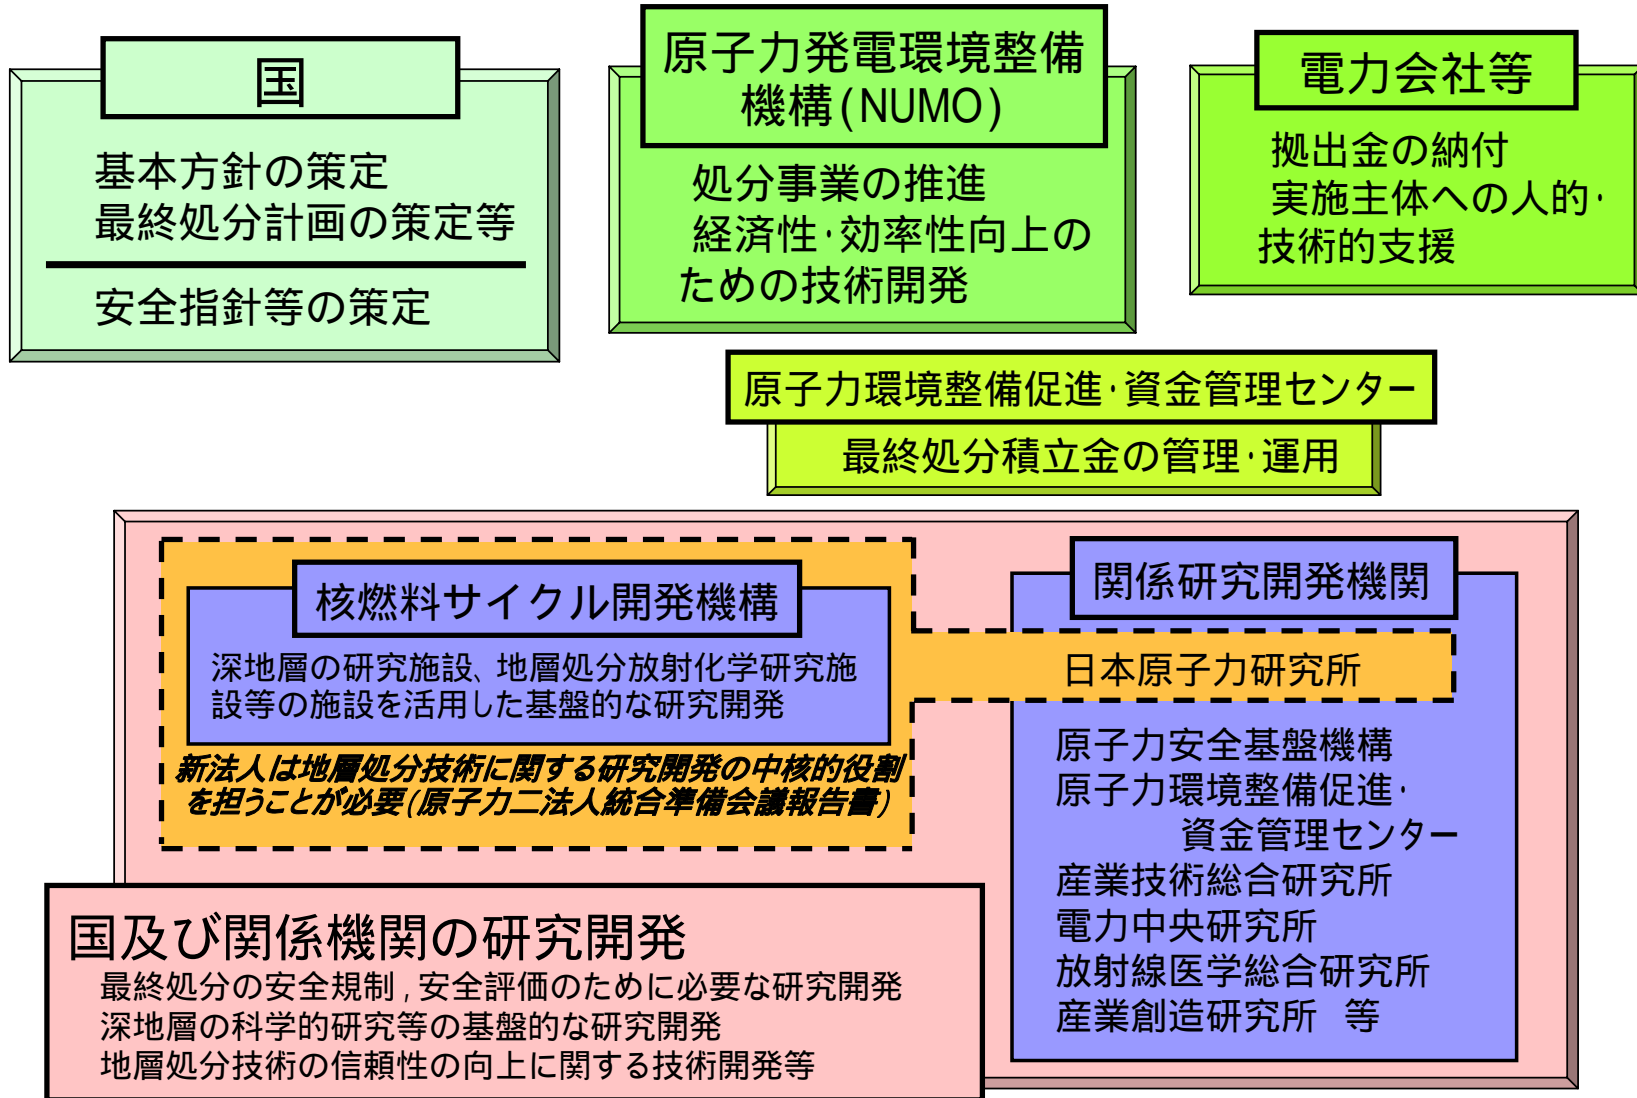 国
基本方針の策定
最終処分計画の策定等
安全指針等の策定
原子力発電環境整備
機構(NUMO)
処分事業の推進
経済性・効率性向上の
ための技術開発
電力会社等
拠出金の納付
実施主体への人的・
技術的支援
原子力環境整備促進・資金管理センター
最終処分積立金の管理・運用
核燃料サイクル開発機構
深地層の研究施設、地層処分放射化学研究施
設等の施設を活用した基盤的な研究開発
新法人は地層処分技術に関する研究開発の中核的役割
を担うことが必要(原子力二法人統合準備会議報告書)
関係研究開発機関
日本原子力研究所
原子力安全基盤機構
原子力環境整備促進・
資金管理センター
産業技術総合研究所
電力中央研究所
放射線医学総合研究所
産業創造研究所 等
国及び関係機関の研究開発
最終処分の安全規制,安全評価のために必要な研究開発
深地層の科学的研究等の基盤的な研究開発
地層処分技術の信頼性の向上に関する技術開発等